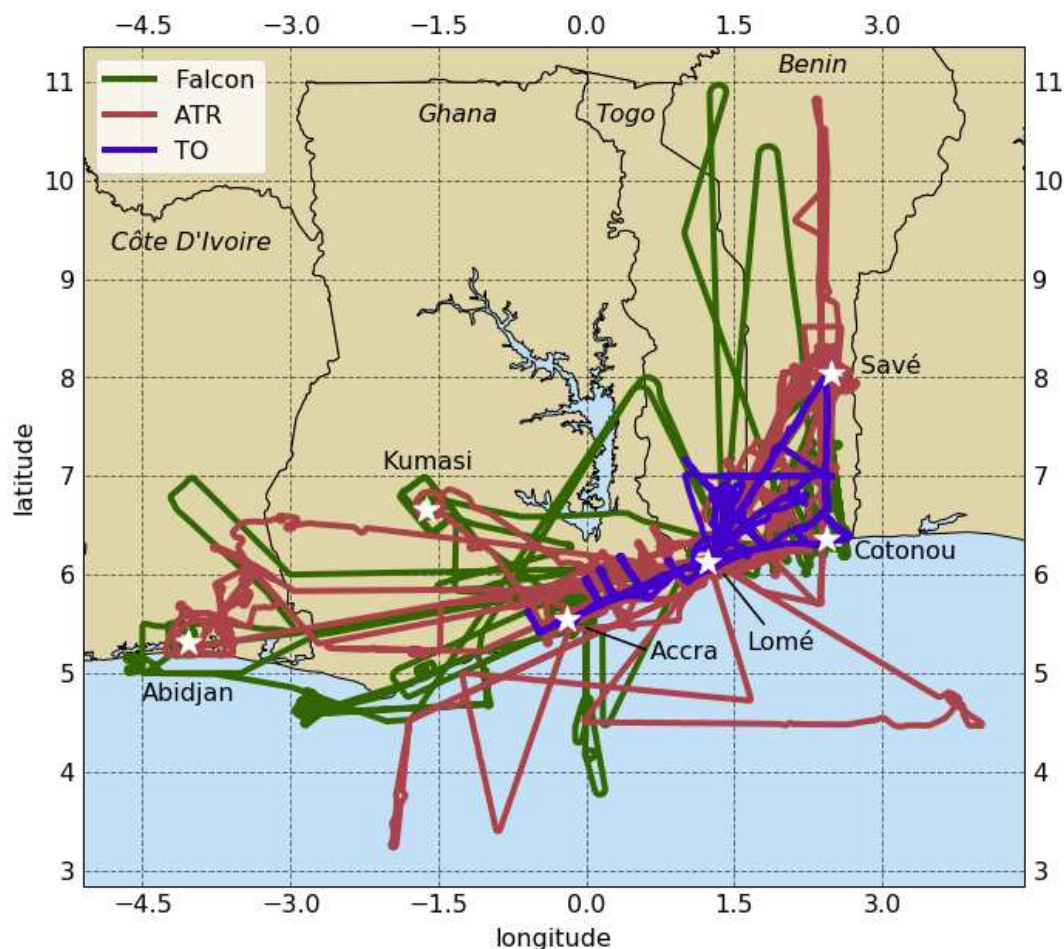 −4.5 −3.0 −1.5 0.0 1.5 3.0
Falcon
ATR
TO
Benin
Ghana
Togo
Côte D'Ivoire
11 11
10 10
9 9
8 8
7 7
6 6
5 5
4 4
3 3
Savé
Kumasi
Cotonou
Lomé
Accra
Abidjan
latitude
−4.5 −3.0 −1.5 0.0 1.5 3.0
longitude